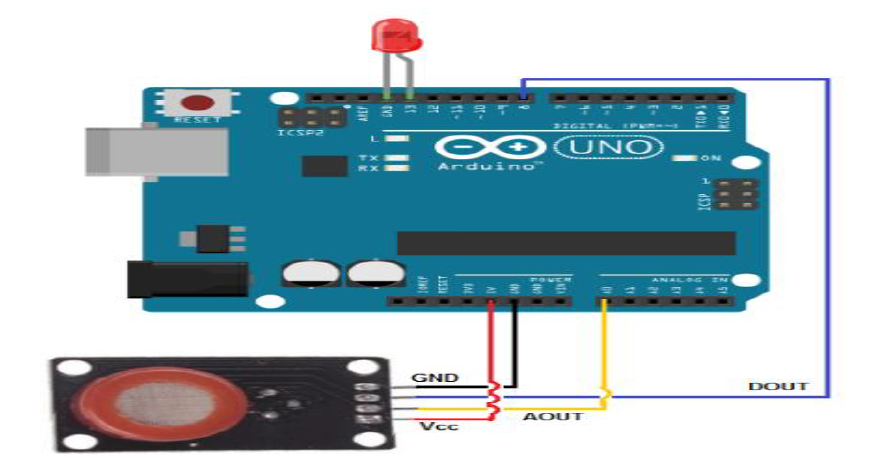 RESET
ICSP2
AREF
GND
13
12
~11
~10
~9
8
7
~6
~5
4
~3
2
TX0▶1
RX0◀0
DIGITAL (PWM=~)
L
TX
RX
Arduino™
UNO
ON
1
ICSP
POWER
ANALOG IN
IOREF
RESET
3V3
5V
GND
GND
VIN
A0
A1
A2
A3
A4
A5
GND
DOUT
AOUT
Vcc